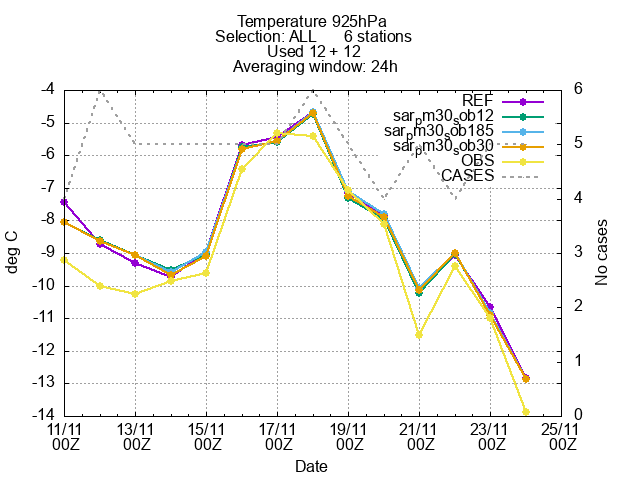 Temperature 925hPa
Selection: ALL 6 stations
Used 12 + 12
Averaging window: 24h
-4
-5
-6
-7
-8
-9
-10
-11
-12
-13
-14
deg C
6
5
4
3
2
1
0
No cases
REF
sarpm30sob12
sarpm30sob185
sarpm30sob30
OBS
CASES
11/11 13/11 15/11 17/11 19/11 21/11 23/11 25/11
00Z 00Z 00Z 00Z 00Z 00Z 00Z 00Z
Date